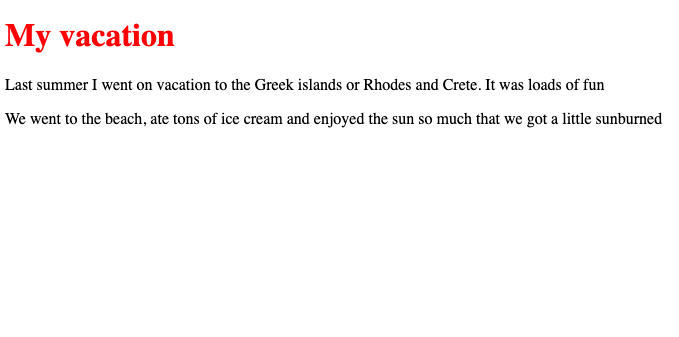 My vacation
Last summer I went on vacation to the Greek islands or Rhodes and Crete. It was loads of fun
We went to the beach, ate tons of ice cream and enjoyed the sun so much that we got a little sunburned